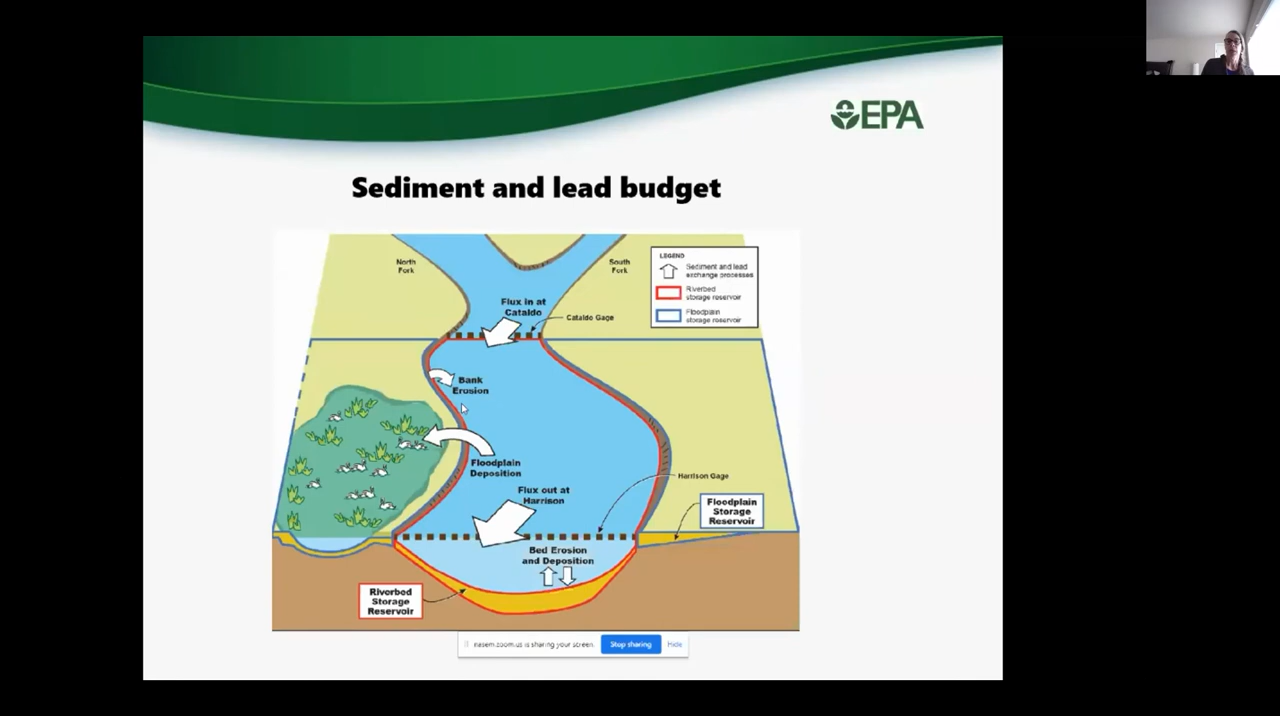 EPA
Sediment and lead budget
North
Fork
South
Fork
LEGEND
Sediment and lead
exchange processes
Riverbed
storage reservoir
Floodplain
storage reservoir
Flux in at
Cataldo
Cataldo Gage
Bank
Erosion
Floodplain
Deposition
Harrison Gage
Flux out at
Harrison
Floodplain
Storage
Reservoir
Bed Erosion
and Deposition
Riverbed
Storage
Reservoir
nasem.zoom.us is sharing your screen.
Stop sharing
Hide